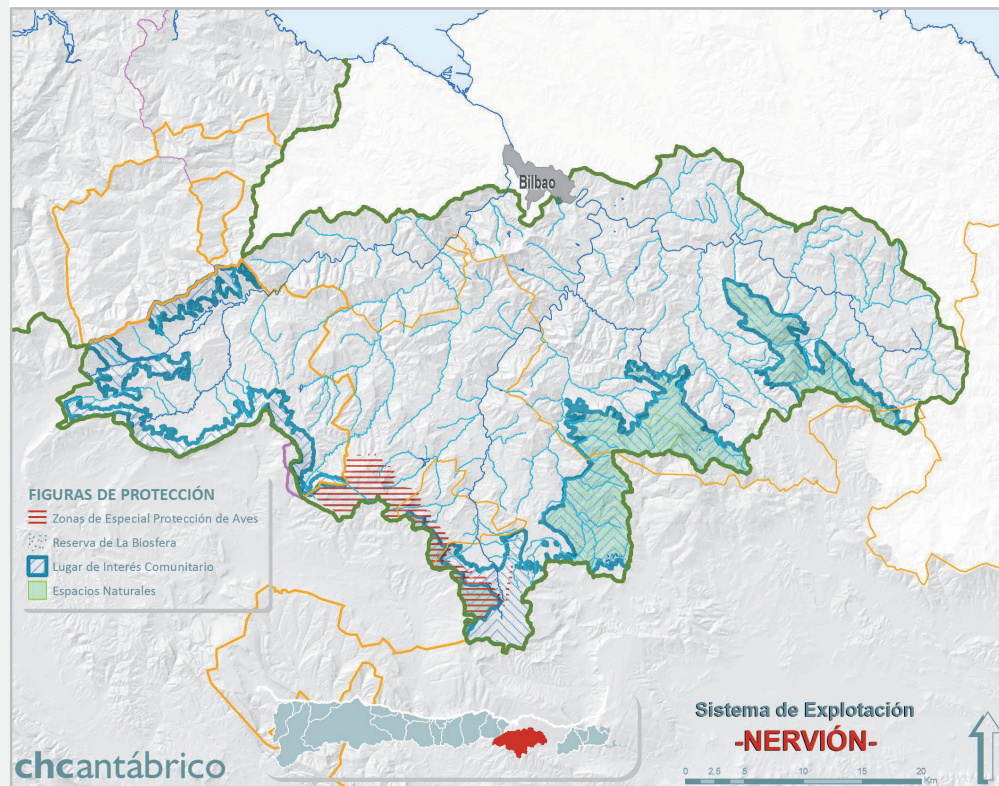 Bilbao
FIGURAS DE PROTECCIÓN
Zonas de Especial Protección de Aves
Reserva de La Biosfera
Lugar de Interés Comunitario
Espacios Naturales
Sistema de Explotación
-NERVIÓN-
0 2,5 5 10 15 20
Km
chcantábrico